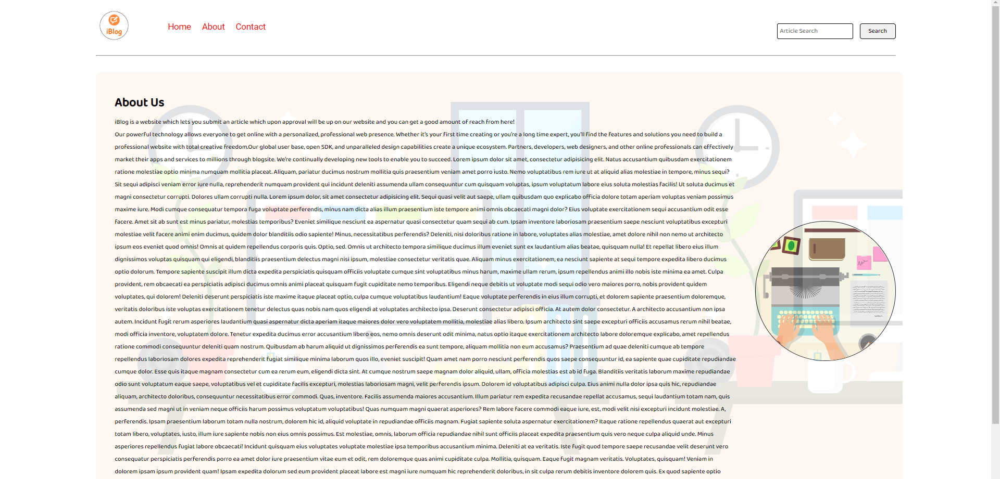 iBlog
Home
About
Contact
Article Search
Search
About Us
iBlog is a website which lets you submit an article which upon approval will be up on our website and you can get a good amount of reach from here!
Our powerful technology allows everyone to get online with a personalized, professional web presence. Whether it's your first time creating or you're a long time expert, you'll find the features and solutions you need to build a
professional website with total creative freedom.Our global user base, open SDK, and unparalleled design capabilities create a unique ecosystem. Partners, developers, web designers, and other online professionals can effectively
market their apps and services to millions through blogsite. We're continually developing new tools to enable you to succeed. Lorem ipsum dolor sit amet, consectetur adipisicing elit. Natus accusantium quibusdam exercitationem
ratione molestiae optio minima numquam mollitia placeat. Aliquam, pariatur ducimus nostrum mollitia quis praesentium veniam amet porro iusto. Nemo voluptatibus rem iure ut at aliquid alias molestiae in tempore, minus sequi?
Sit sequi adipisci veniam error iure nulla, reprehenderit numquam provident qui incidunt deleniti assumenda ullam consequuntur cum quisquam voluptas, ipsum voluptatum labore eius soluta molestias facilis! Ut soluta ducimus et
magni consectetur corrupti. Dolores ullam corrupti nulla. Lorem ipsum dolor, sit amet consectetur adipisicing elit. Sequi quasi velit aut saepe, ullam quibusdam quo explicabo officia dolore totam aperiam voluptas veniam possimus
maxime iure. Modi cumque consequatur tempora fuga voluptate perferendis, minus nam dicta alias illum praesentium iste tempore animi omnis obcaecati magni dolor? Eius voluptate exercitationem sequi accusantium odit esse
facere. Amet sit ab sunt est minus pariatur, molestias temporibus? Eveniet similique nesciunt ea aspernatur quasi consectetur quam sequi ab cum. Ipsam inventore laboriosam praesentium saepe nesciunt voluptatibus excepturi
molestiae velit facere animi enim ducimus, quidem dolor blanditiis odio sapiente! Minus, necessitatibus perferendis? Deleniti, nisi doloribus ratione in labore, voluptates alias molestiae, amet dolore nihil non nemo ut architecto
ipsum eos eveniet quod omnis! Omnis at quidem repellendus corporis quis. Optio, sed. Omnis ut architecto tempora similique ducimus illum eveniet sunt ex laudantium alias beatae, quisquam nulla! Et repellat libero eius illum
dignissimos voluptas quisquam qui eligendi, blanditiis praesentium delectus magni nisi ipsum, molestiae consectetur veritatis quae. Aliquam minus exercitationem, ea nesciunt sapiente at sequi tempore expedita libero ducimus
optio dolorum. Tempore sapiente suscipit illum dicta expedita perspiciatis quisquam officiis voluptate cumque sint voluptatibus minus harum, maxime ullam rerum, ipsum repellendus animi illo nobis iste minima ea amet. Culpa
provident, rem obcaecati ea perspiciatis adipisci ducimus omnis animi placeat quisquam fugit cupiditate nemo temporibus. Eligendi neque debitis ut voluptate modi sequi odio vero maiores porro, nobis provident quidem
voluptates, qui dolorem! Deleniti deserunt perspiciatis iste maxime itaque placeat optio, culpa cumque voluptatibus laudantium! Eaque voluptate perferendis in eius illum corrupti, et dolorem sapiente praesentium doloremque,
veritatis doloribus iste voluptas exercitationem tenetur delectus quas nobis nam quos eligendi at voluptates architecto ipsa. Deserunt consectetur adipisci officia. At autem dolor consectetur. A architecto accusantium non ipsa
autem. Incidunt fugit rerum asperiores laudantium quasi aspernatur dicta aperiam itaque maiores dolor vero voluptatem mollitia, molestiae alias libero. Ipsum architecto sint saepe excepturi officiis accusamus rerum nihil beatae,
modi officia inventore, voluptatem dolore. Tenetur expedita ducimus error accusantium libero eos, nemo omnis deserunt odit minima, natus optio itaque exercitationem architecto labore doloremque explicabo, amet repellendus
ratione commodi consequuntur deleniti quam nostrum. Quibusdam ab harum aliquid ut dignissimos perferendis ea sunt tempore, aliquam mollitia non eum accusamus? Praesentium ad quae deleniti cumque ab tempore
repellendus laboriosam dolores expedita reprehenderit fugiat similique minima laborum quos illo, eveniet suscipit! Quam amet nam porro nesciunt perferendis quos saepe consequuntur id, ea sapiente quae cupiditate repudiandae
cumque dolor. Esse quis itaque magnam consectetur cum ea rerum eum, eligendi dicta sint. At cumque nostrum saepe magnam dolor aliquid, ullam, officia molestias est ab id fuga. Blanditiis veritatis laborum maxime repudiandae
odio sunt voluptatum eaque saepe, voluptatibus vel et cupiditate facilis excepturi, molestias laboriosam magni, velit perferendis ipsum. Dolorem id voluptatibus adipisci culpa. Eius animi nulla dolor ipsa quis hic, repudiandae
aliquam, architecto doloribus, consequuntur necessitatibus error commodi. Quas, inventore. Facilis assumenda maiores accusantium. Illum pariatur rem expedita recusandae repellat accusamus, sequi laudantium totam nam, quis
assumenda sed magni ut in veniam neque officiis harum possimus voluptatum voluptatibus! Quas numquam magni quaerat asperiores? Rem labore facere commodi eaque iure, est, modi velit nisi excepturi incidunt molestiae. A,
perferendis. Ipsam praesentium laborum totam nulla nostrum, dolorem hic id, aliquid voluptate in repudiandae officiis magnam. Fugiat sapiente soluta aspernatur exercitationem? Itaque ratione repellendus quaerat aut excepturi
totam libero, voluptates, iusto, illum iure sapiente nobis non eius omnis possimus. Est molestiae, omnis, laborum officia repudiandae nihil sunt officiis placeat expedita praesentium quis vero neque culpa aliquid unde. Minus
asperiores repellendus fugiat labore obcaecati! Incidunt quisquam eius voluptates voluptate molestiae ipsa temporibus accusantium minima. Deleniti at ea veritatis. Iste fugit quod tempore saepe recusandae velit deserunt vero
consequatur perspiciatis perferendis porro ea amet dolor iure praesentium vitae eum et odit, rem doloremque quas animi cupiditate culpa. Mollitia, quisquam. Eaque fugit magnam veritatis. Voluptates, quisquam! Veniam in
dolorem ipsam ipsum provident quam! Ipsam expedita dolorum sed eum provident placeat labore est magni iure numquam hic reprehenderit doloribus, in sit culpa rerum debitis inventore dolorem quis. Ex quod sapiente optio